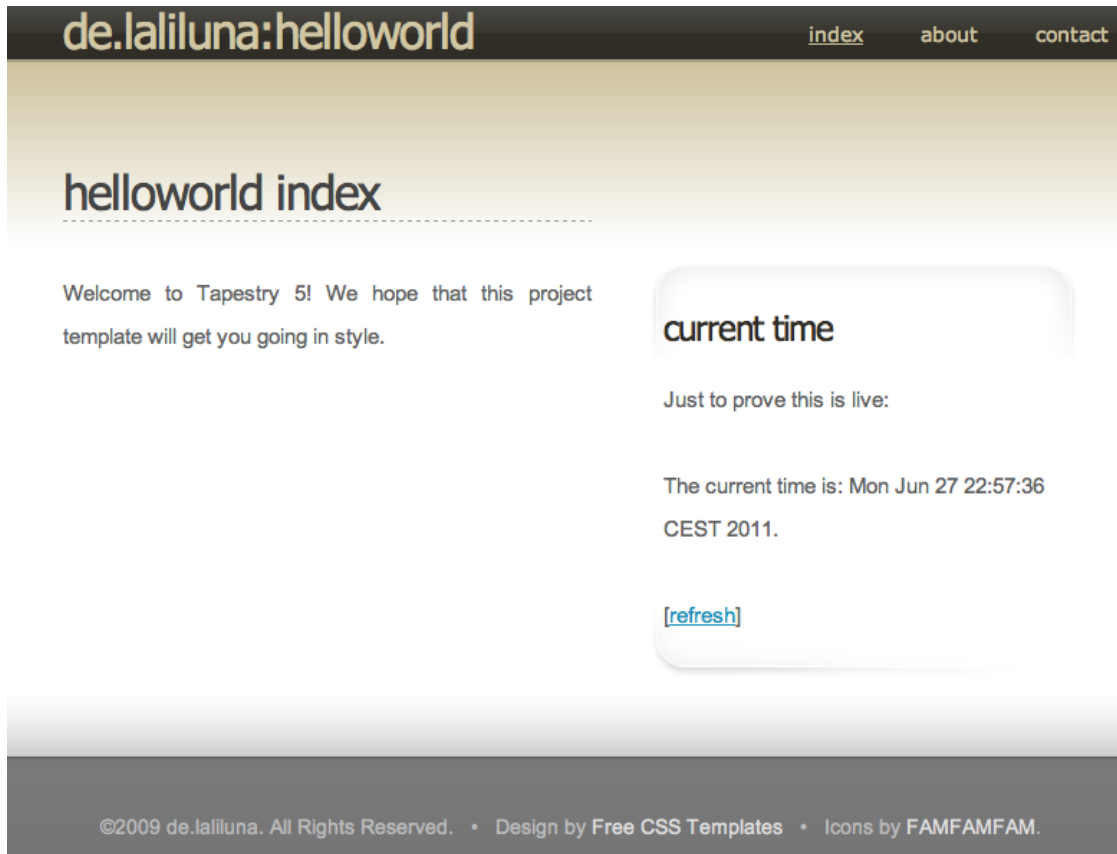 de.laliluna:helloworld
index about contact
helloworld index
Welcome to Tapestry 5! We hope that this project
template will get you going in style.
current time
Just to prove this is live:
The current time is: Mon Jun 27 22:57:36
CEST 2011.
[refresh]
©2009 de.laliluna. All Rights Reserved. • Design by Free CSS Templates • Icons by FAMFAMFAM.